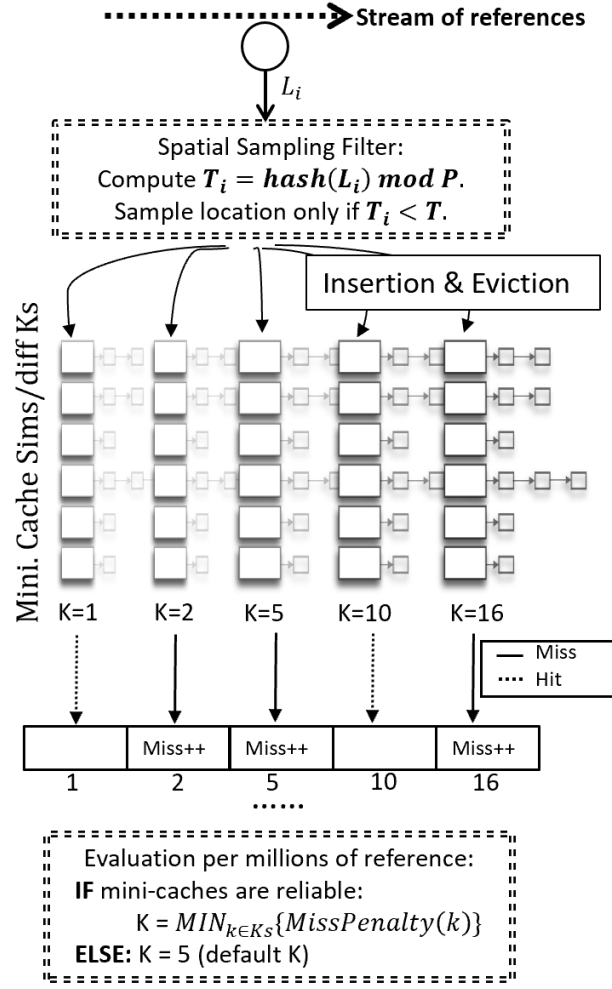 Stream of references
L_i
Spatial Sampling Filter:
Compute T_i = hash(L_i) mod P.
Sample location only if T_i < T.
Insertion & Eviction
Mini. Cache Sims/diff Ks
K=1 K=2 K=5 K=10 K=16
Miss
Hit
Miss++ Miss++ Miss++
1 2 5 10 16
......
Evaluation per millions of reference:
IF mini-caches are reliable:
K = MIN_{k∈Ks}{MissPenalty(k)}
ELSE: K = 5 (default K)